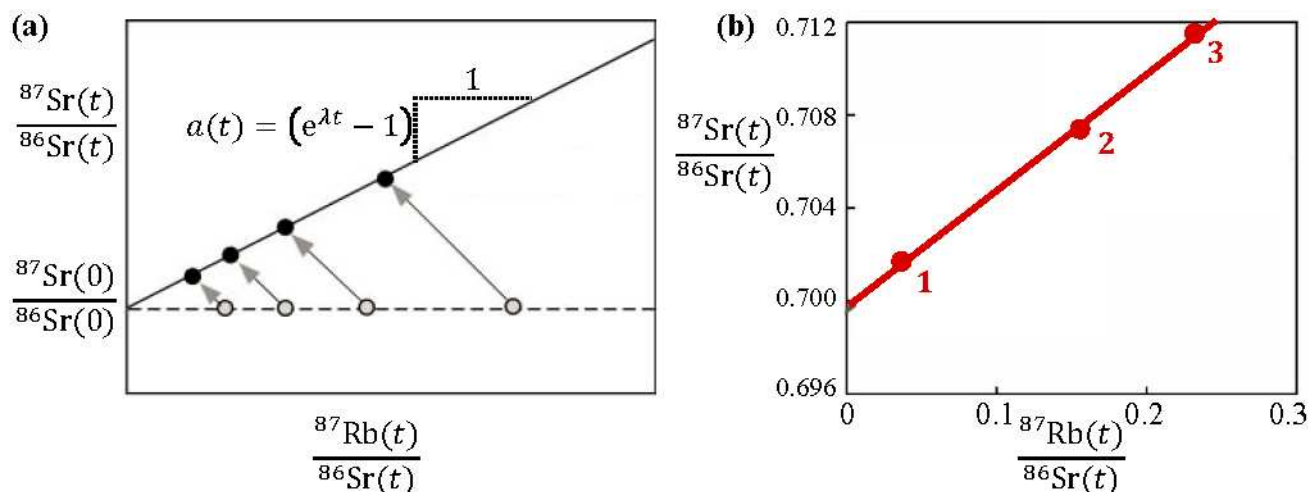 (a)
⁸⁷Sr(t)
⁸⁶Sr(t)
a(t) = (e^λt − 1)
1
⁸⁷Sr(0)
⁸⁶Sr(0)
⁸⁷Rb(t)
⁸⁶Sr(t)
(b)
⁸⁷Sr(t)
⁸⁶Sr(t)
0.712
0.708
0.704
0.700
0.696
3
2
1
0 0.1 0.2 0.3
⁸⁷Rb(t)
⁸⁶Sr(t)